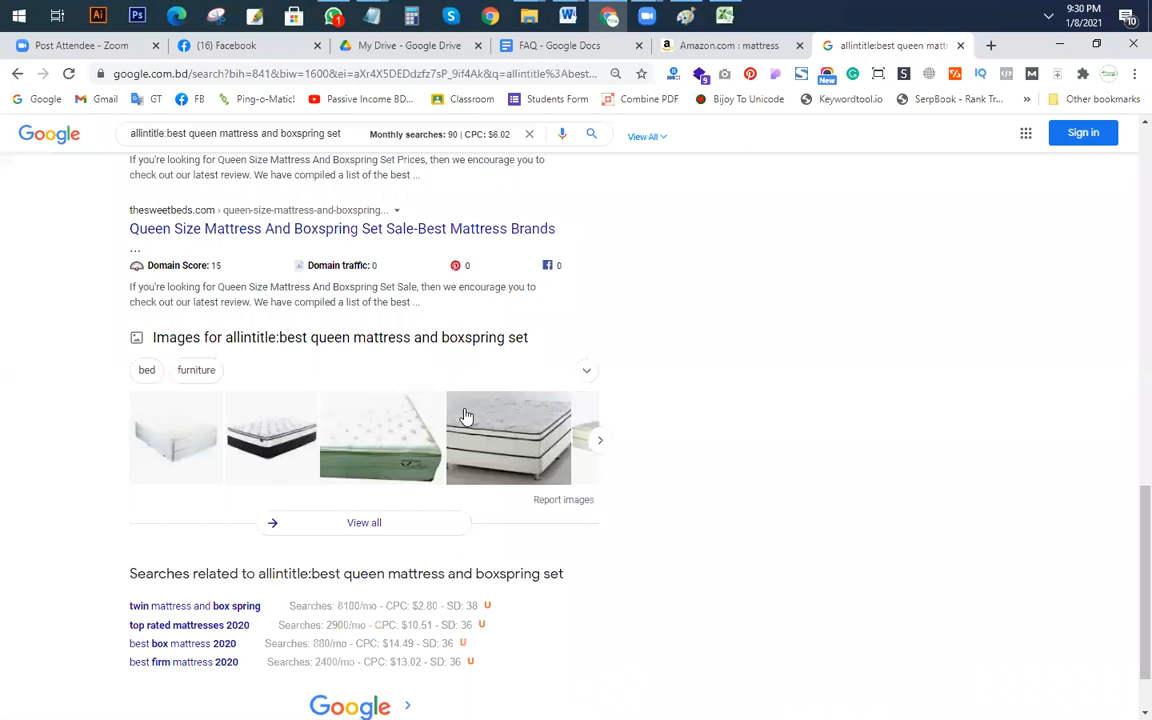 9:30 PM
1/8/2021
10
Post Attendee - Zoom
(16) Facebook
My Drive - Google Drive
FAQ - Google Docs
Amazon.com : mattress
allintitle:best queen matt
google.com.bd/search?bih=841&biw=1600&ei=aXr4X5DEDdzfz7sP_9if4Ak&q=allintitle%3Abest...
Google
Gmail
GT
FB
Ping-o-Matic!
Passive Income BD...
Classroom
Students Form
Combine PDF
Bijoy To Unicode
Keywordtool.io
SerpBook - Rank Tr...
Other bookmarks
Google
allintitle:best queen mattress and boxspring set
Monthly searches: 90 | CPC: $6.02
View All
Sign in
If you're looking for Queen Size Mattress And Boxspring Set Prices, then we encourage you to
check out our latest review. We have compiled a list of the best ...
thesweetbeds.com › queen-size-mattress-and-boxspring...
Queen Size Mattress And Boxspring Set Sale-Best Mattress Brands
...
Domain Score: 15
Domain traffic: 0
0
0
If you're looking for Queen Size Mattress And Boxspring Set Sale, then we encourage you to
check out our latest review. We have compiled a list of the best ...
Images for allintitle:best queen mattress and boxspring set
bed
furniture
Report images
View all
Searches related to allintitle:best queen mattress and boxspring set
twin mattress and box spring Searches: 8100/mo - CPC: $2.80 - SD: 38
top rated mattresses 2020 Searches: 2900/mo - CPC: $10.51 - SD: 36
best box mattress 2020 Searches: 880/mo - CPC: $14.49 - SD: 36
best firm mattress 2020 Searches: 2400/mo - CPC: $13.02 - SD: 36
Google